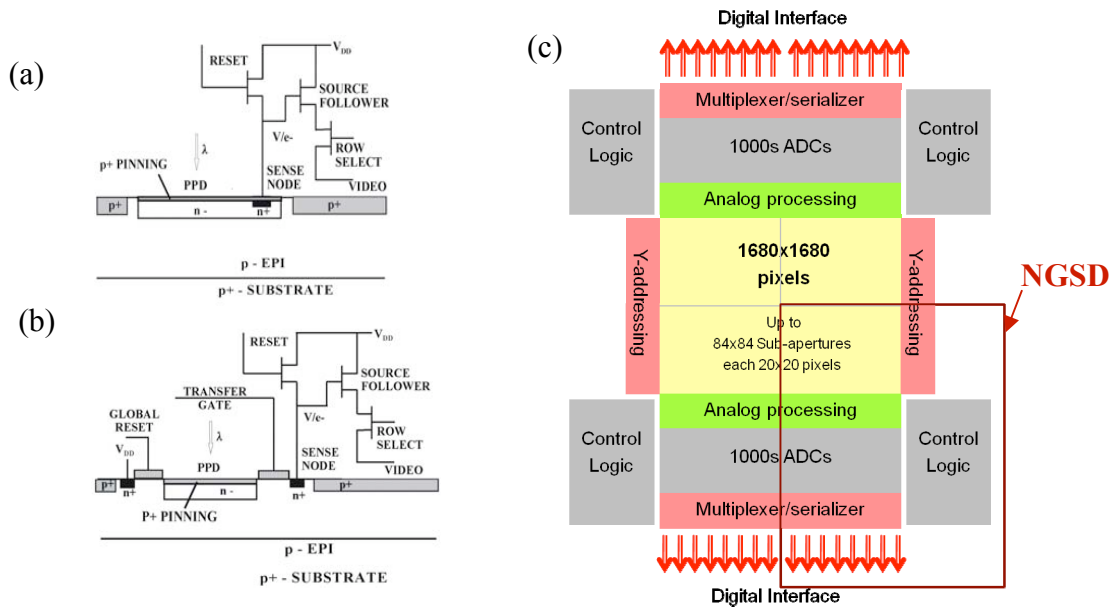 (a)
RESET
V_DD
SOURCE
FOLLOWER
V/e-
ROW
SELECT
λ
p+ PINNING
PPD
SENSE
NODE
VIDEO
p+
n -
n+
p+
p - EPI
p+ - SUBSTRATE
(b)
RESET
V_DD
SOURCE
FOLLOWER
TRANSFER
GATE
GLOBAL
RESET
V/e-
ROW
SELECT
λ
V_DD
PPD
SENSE
NODE
VIDEO
p+
n+
n -
n+
p+
P+ PINNING
p - EPI
p+ - SUBSTRATE
(c)
Digital Interface
Multiplexer/serializer
Control
Logic
1000s ADCs
Control
Logic
Analog processing
Y-addressing
1680x1680
pixels
Up to
84x84 Sub-apertures
each 20x20 pixels
Y-addressing
NGSD
Analog processing
Control
Logic
1000s ADCs
Control
Logic
Multiplexer/serializer
Digital Interface